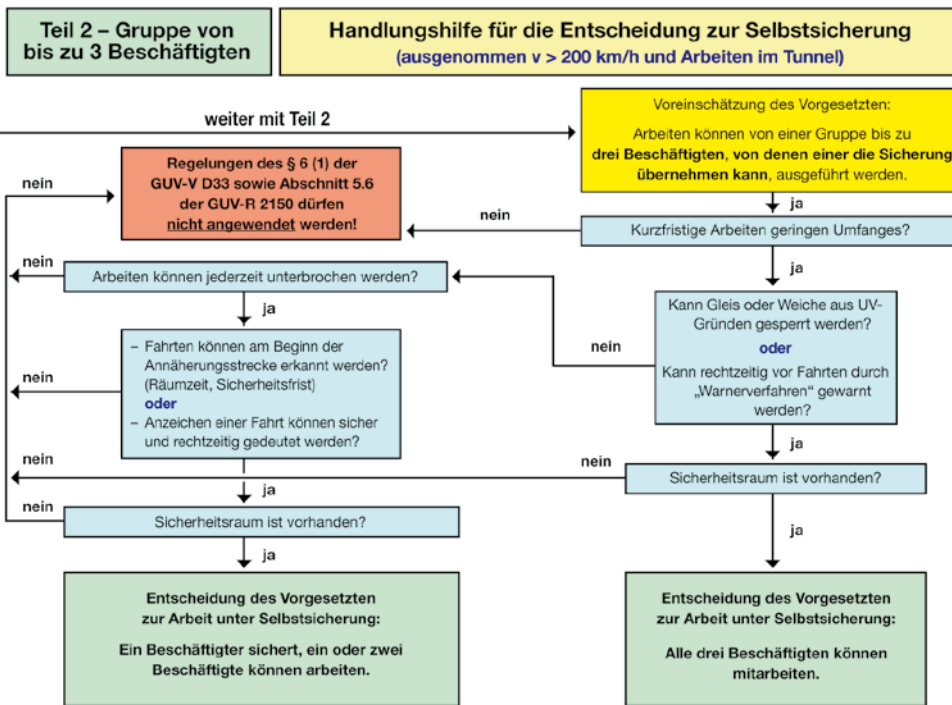 Teil 2 – Gruppe von
bis zu 3 Beschäftigten
Handlungshilfe für die Entscheidung zur Selbstsicherung
(ausgenommen v > 200 km/h und Arbeiten im Tunnel)
weiter mit Teil 2
Voreinschätzung des Vorgesetzten:
Arbeiten können von einer Gruppe bis zu
drei Beschäftigten, von denen einer die Sicherung
übernehmen kann, ausgeführt werden.
ja
nein
Regelungen des § 6 (1) der
GUV-V D33 sowie Abschnitt 5.6
der GUV-R 2150 dürfen
nicht angewendet werden!
nein
Kurzfristige Arbeiten geringen Umfanges?
ja
nein
Arbeiten können jederzeit unterbrochen werden?
ja
Kann Gleis oder Weiche aus UV-
Gründen gesperrt werden?
oder
Kann rechtzeitig vor Fahrten durch
„Warnerverfahren“ gewarnt
werden?
nein
ja
– Fahrten können am Beginn der
Annäherungsstrecke erkannt werden?
(Räumzeit, Sicherheitsfrist)
oder
– Anzeichen einer Fahrt können sicher
und rechtzeitig gedeutet werden?
nein
nein
ja
nein
Sicherheitsraum ist vorhanden?
ja
nein
Sicherheitsraum ist vorhanden?
ja
Entscheidung des Vorgesetzten
zur Arbeit unter Selbstsicherung:
Ein Beschäftigter sichert, ein oder zwei
Beschäftigte können arbeiten.
Entscheidung des Vorgesetzten
zur Arbeit unter Selbstsicherung:
Alle drei Beschäftigten können
mitarbeiten.